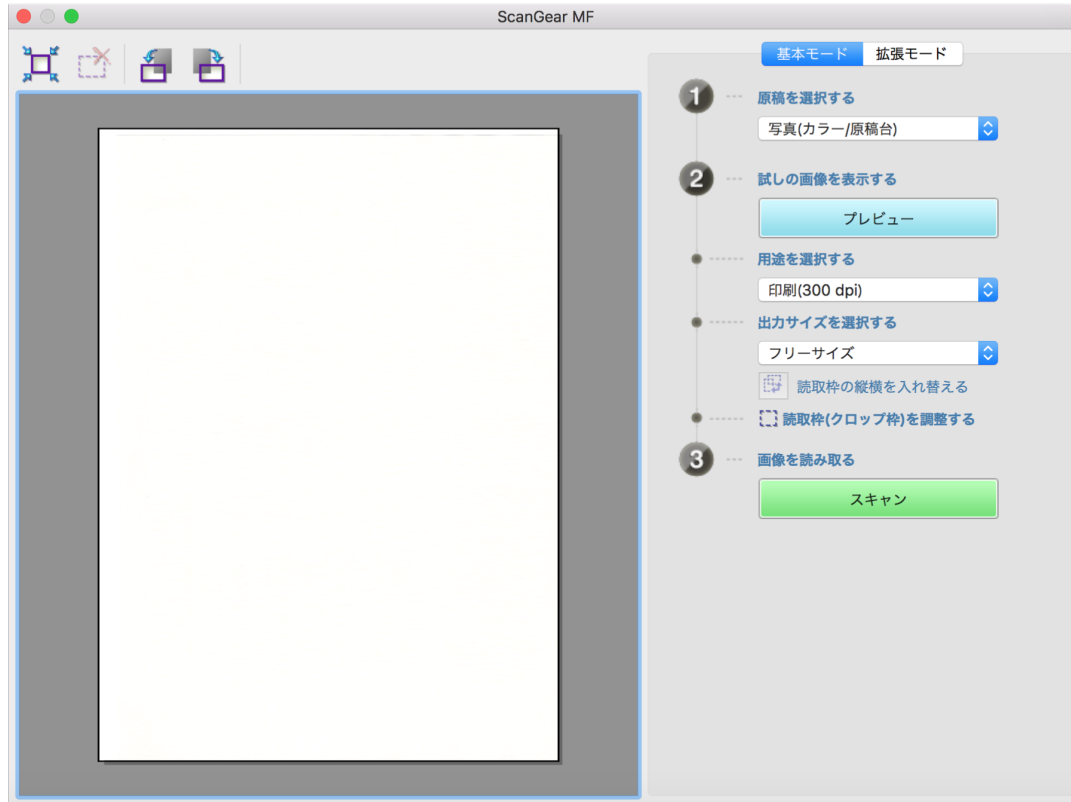 ScanGear MF
基本モード 拡張モード
1 原稿を選択する
写真(カラー/原稿台)
2 試しの画像を表示する
プレビュー
用途を選択する
印刷(300 dpi)
出力サイズを選択する
フリーサイズ
読取枠の縦横を入れ替える
読取枠(クロップ枠)を調整する
3 画像を読み取る
スキャン